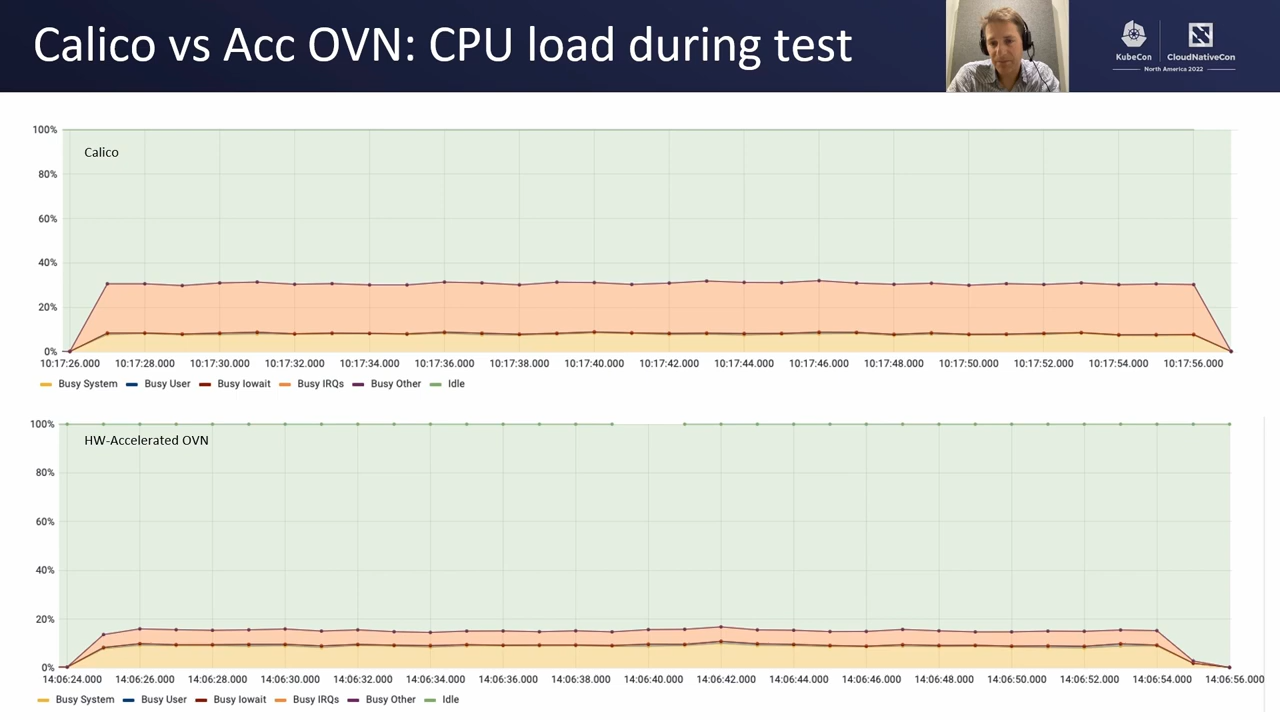 Calico vs Acc OVN: CPU load during test
KubeCon
CloudNativeCon
North America 2022
100%
80%
60%
40%
20%
0%
Calico
10:17:26.000 10:17:28.000 10:17:30.000 10:17:32.000 10:17:34.000 10:17:36.000 10:17:38.000 10:17:40.000 10:17:42.000 10:17:44.000 10:17:46.000 10:17:48.000 10:17:50.000 10:17:52.000 10:17:54.000 10:17:56.000
Busy System Busy User Busy Iowait Busy IRQs Busy Other Idle
100%
80%
60%
40%
20%
0%
HW-Accelerated OVN
14:06:24.000 14:06:26.000 14:06:28.000 14:06:30.000 14:06:32.000 14:06:34.000 14:06:36.000 14:06:38.000 14:06:40.000 14:06:42.000 14:06:44.000 14:06:46.000 14:06:48.000 14:06:50.000 14:06:52.000 14:06:54.000 14:06:56.000
Busy System Busy User Busy Iowait Busy IRQs Busy Other Idle